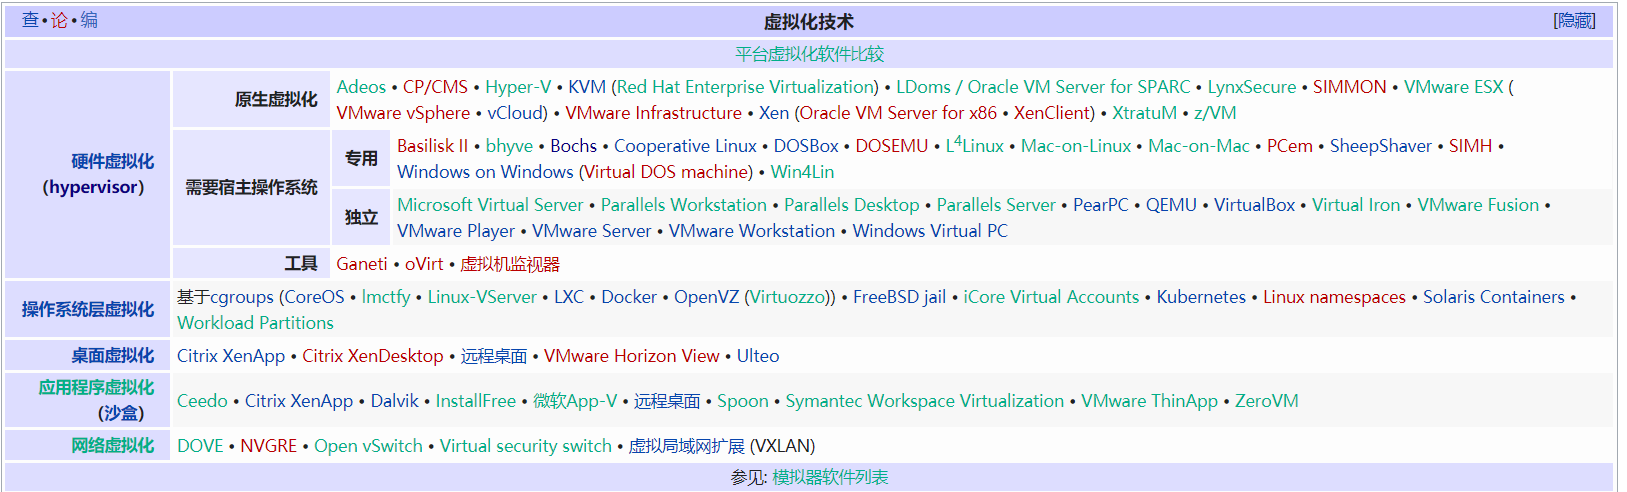 查 • 论 • 编
虚拟化技术
[隐藏]
平台虚拟化软件比较
硬件虚拟化
（hypervisor）
原生虚拟化
Adeos • CP/CMS • Hyper-V • KVM (Red Hat Enterprise Virtualization) • LDoms / Oracle VM Server for SPARC • LynxSecure • SIMMON • VMware ESX (
VMware vSphere • vCloud) • VMware Infrastructure • Xen (Oracle VM Server for x86 • XenClient) • XtratuM • z/VM
需要宿主操作系统
专用
Basilisk II • bhyve • Bochs • Cooperative Linux • DOSBox • DOSEMU • L4Linux • Mac-on-Linux • Mac-on-Mac • PCem • SheepShaver • SIMH •
Windows on Windows (Virtual DOS machine) • Win4Lin
独立
Microsoft Virtual Server • Parallels Workstation • Parallels Desktop • Parallels Server • PearPC • QEMU • VirtualBox • Virtual Iron • VMware Fusion •
VMware Player • VMware Server • VMware Workstation • Windows Virtual PC
工具
Ganeti • oVirt • 虚拟机监视器
操作系统层虚拟化
基于cgroups (CoreOS • lmctfy • Linux-VServer • LXC • Docker • OpenVZ (Virtuozzo)) • FreeBSD jail • iCore Virtual Accounts • Kubernetes • Linux namespaces • Solaris Containers •
Workload Partitions
桌面虚拟化
Citrix XenApp • Citrix XenDesktop • 远程桌面 • VMware Horizon View • Ulteo
应用程序虚拟化
（沙盒）
Ceedo • Citrix XenApp • Dalvik • InstallFree • 微软App-V • 远程桌面 • Spoon • Symantec Workspace Virtualization • VMware ThinApp • ZeroVM
网络虚拟化
DOVE • NVGRE • Open vSwitch • Virtual security switch • 虚拟局域网扩展 (VXLAN)
参见: 模拟器软件列表